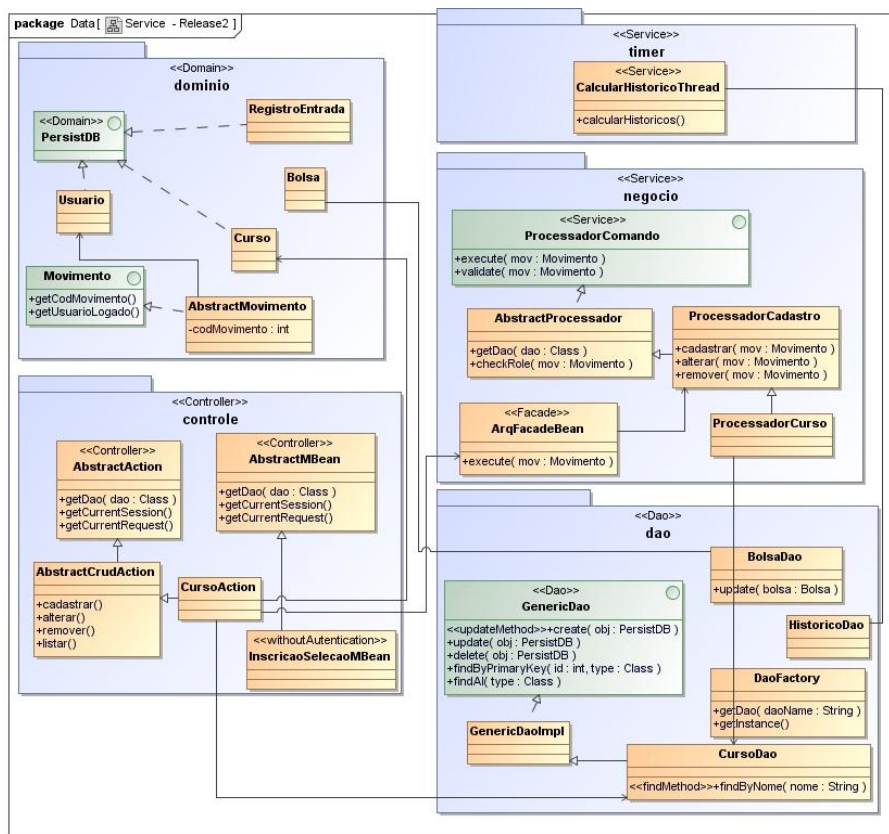 package Data[ Service - Release2 ]
<<Domain>>
dominio
<<Domain>>
PersistDB
RegistroEntrada
Bolsa
Usuario
Curso
Movimento
+getCodMovimento()
+getUsuarioLogado()
AbstractMovimento
-codMovimento : int
<<Service>>
timer
<<Service>>
CalcularHistoricoThread
+calcularHistoricos()
<<Service>>
negocio
<<Service>>
ProcessadorComando
+execute( mov : Movimento )
+validate( mov : Movimento )
AbstractProcessador
+getDao( dao : Class )
+checkRole( mov : Movimento )
ProcessadorCadastro
+cadastrar( mov : Movimento )
+alterar( mov : Movimento )
+remover( mov : Movimento )
<<Facade>>
ArqFacadeBean
+execute( mov : Movimento )
ProcessadorCurso
<<Controller>>
controle
<<Controller>>
AbstractAction
+getDao( dao : Class )
+getCurrentSession()
+getCurrentRequest()
<<Controller>>
AbstractMBean
+getDao( dao : Class )
+getCurrentSession()
+getCurrentRequest()
AbstractCrudAction
+cadastrar()
+alterar()
+remover()
+listar()
CursoAction
<<withoutAutentication>>
InscricaoSelecaoMBean
<<Dao>>
dao
BolsaDao
+update( bolsa : Bolsa )
<<Dao>>
GenericDao
<<updateMethod>>+create( obj : PersistDB )
+update( obj : PersistDB )
+delete( obj : PersistDB )
+findByPrimaryKey( id : int, type : Class )
+findAl( type : Class )
HistoricoDao
DaoFactory
+getDao( daoName : String )
+getInstance()
GenericDaoImpl
CursoDao
<<findMethod>>+findByNome( nome : String )